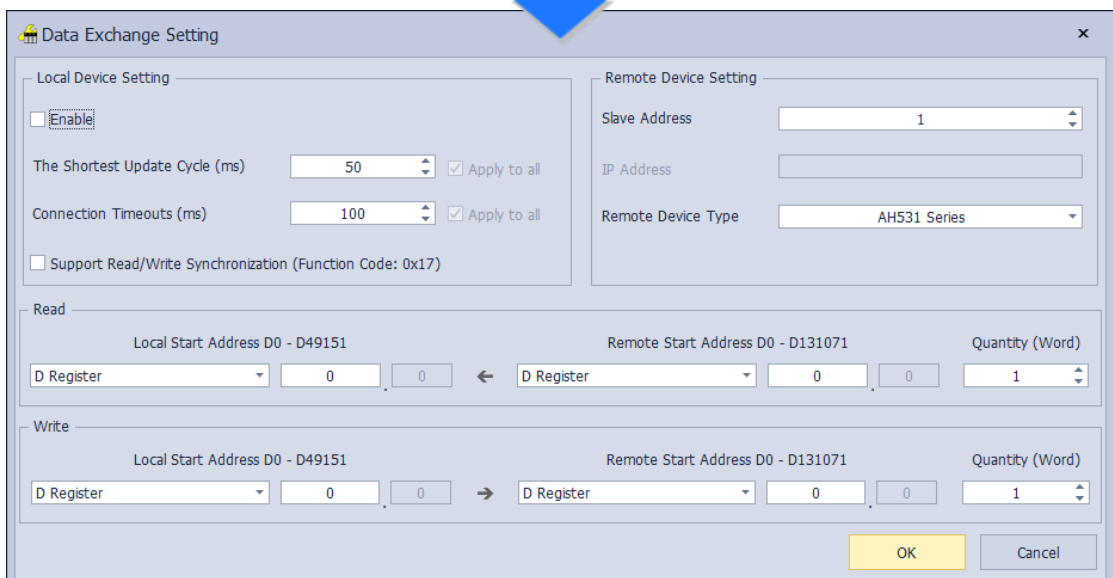 Data Exchange Setting
Local Device Setting
Enable
The Shortest Update Cycle (ms) 50 Apply to all
Connection Timeouts (ms) 100 Apply to all
Support Read/Write Synchronization (Function Code: 0x17)
Remote Device Setting
Slave Address 1
IP Address
Remote Device Type AH531 Series
Read
Local Start Address D0 - D49151 Remote Start Address D0 - D131071 Quantity (Word)
D Register 0 . 0 ← D Register 0 . 0 1
Write
Local Start Address D0 - D49151 Remote Start Address D0 - D131071 Quantity (Word)
D Register 0 . 0 → D Register 0 . 0 1
OK Cancel